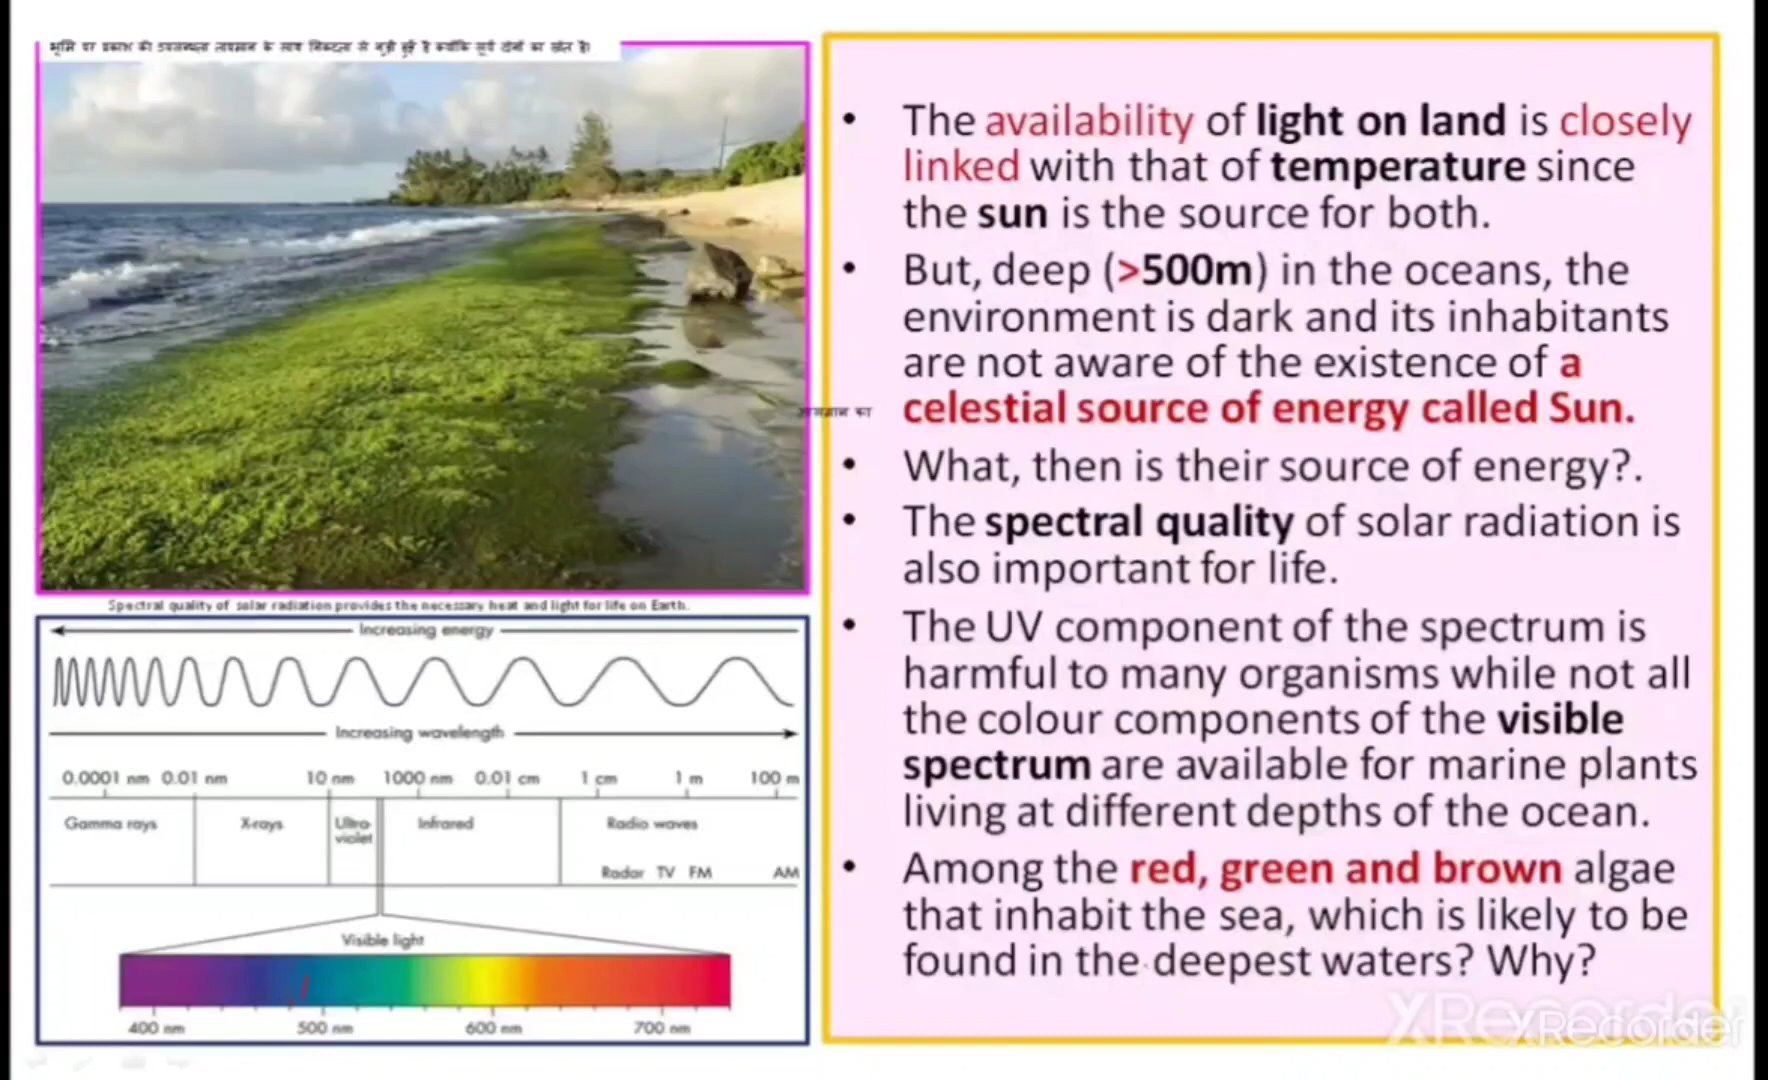 भूमि पर प्रकाश की उपलब्धता तापमान के साथ निकटता से जुड़ी हुई है क्योंकि सूर्य दोनों का स्रोत है।
Spectral quality of solar radiation provides the necessary heat and light for life on Earth.
Increasing energy
Increasing wavelength
0.0001 nm 0.01 nm 10 nm 1000 nm 0.01 cm 1 cm 1 m 100 m
Gamma rays X-rays Ultra- Infrared Radio waves
violet
Radar TV FM AM
Visible light
400 nm 500 nm 600 nm 700 nm
• The availability of light on land is closely
linked with that of temperature since
the sun is the source for both.
• But, deep (>500m) in the oceans, the
environment is dark and its inhabitants
are not aware of the existence of a
celestial source of energy called Sun.
• What, then is their source of energy?.
• The spectral quality of solar radiation is
also important for life.
• The UV component of the spectrum is
harmful to many organisms while not all
the colour components of the visible
spectrum are available for marine plants
living at different depths of the ocean.
• Among the red, green and brown algae
that inhabit the sea, which is likely to be
found in the deepest waters? Why?
XRecorder
XRecorder